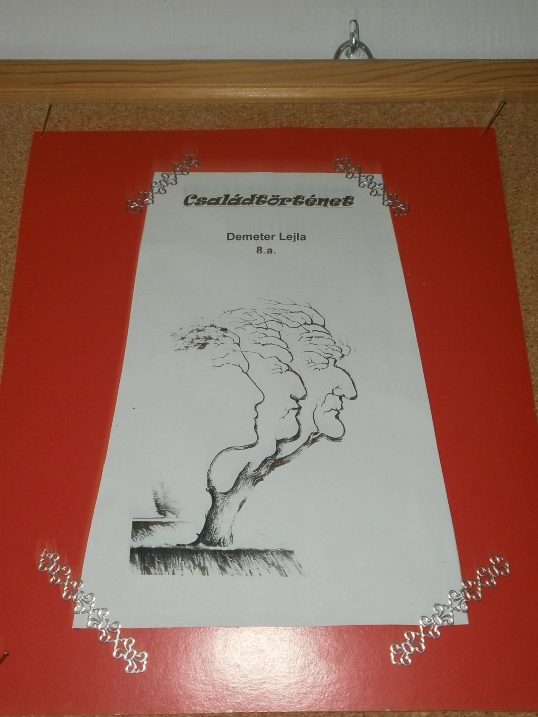 Családtörténet
Demeter Lejla
8.a.